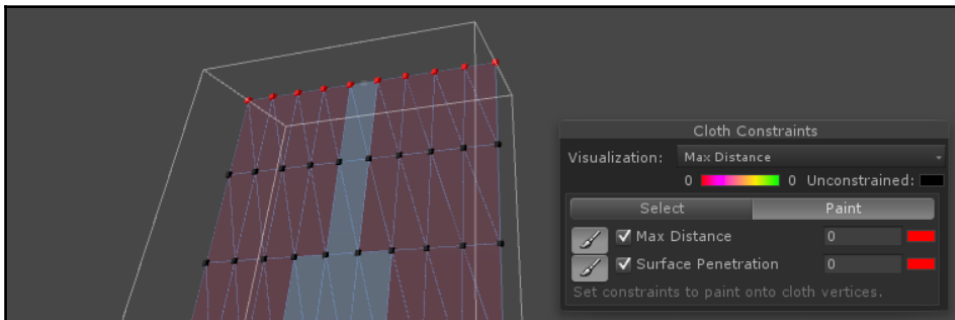 Cloth Constraints
Visualization: Max Distance
0 0 Unconstrained:
Select Paint
Max Distance 0
Surface Penetration 0
Set constraints to paint onto cloth vertices.